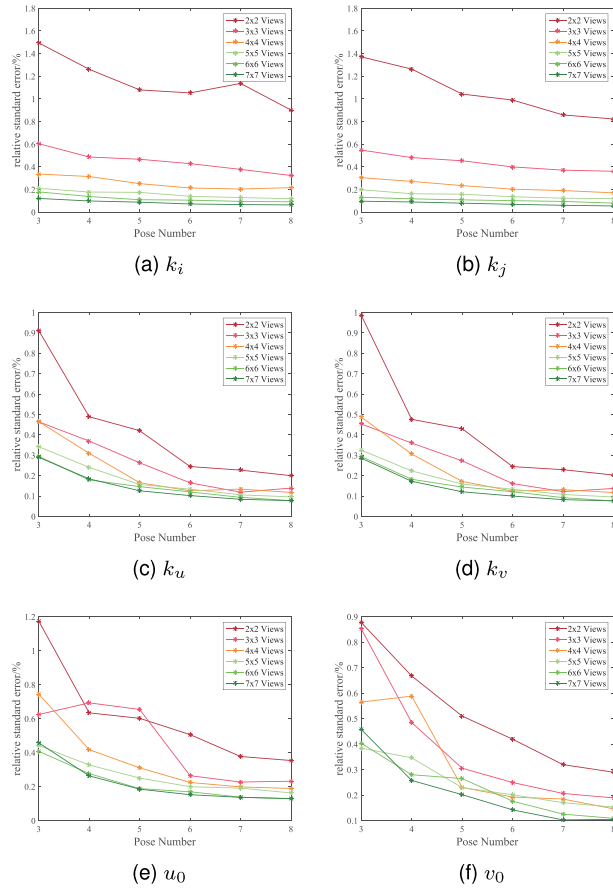 1.8
1.6
1.4
1.2
1
0.8
0.6
0.4
0.2
0
relative standard error/%
3 4 5 6 7 8
Pose Number
2x2 Views
3x3 Views
4x4 Views
5x5 Views
6x6 Views
7x7 Views
(a) k_i
1.8
1.6
1.4
1.2
1
0.8
0.6
0.4
0.2
0
relative standard error/%
3 4 5 6 7 8
Pose Number
2x2 Views
3x3 Views
4x4 Views
5x5 Views
6x6 Views
7x7 Views
(b) k_j
1
0.9
0.8
0.7
0.6
0.5
0.4
0.3
0.2
0.1
0
relative standard error/%
3 4 5 6 7 8
Pose Number
2x2 Views
3x3 Views
4x4 Views
5x5 Views
6x6 Views
7x7 Views
(c) k_u
1
0.9
0.8
0.7
0.6
0.5
0.4
0.3
0.2
0.1
0
relative standard error/%
3 4 5 6 7 8
Pose Number
2x2 Views
3x3 Views
4x4 Views
5x5 Views
6x6 Views
7x7 Views
(d) k_v
1.2
1
0.8
0.6
0.4
0.2
0
relative standard error/%
3 4 5 6 7 8
Pose Number
2x2 Views
3x3 Views
4x4 Views
5x5 Views
6x6 Views
7x7 Views
(e) u_0
0.9
0.8
0.7
0.6
0.5
0.4
0.3
0.2
0.1
relative standard error/%
3 4 5 6 7 8
Pose Number
2x2 Views
3x3 Views
4x4 Views
5x5 Views
6x6 Views
7x7 Views
(f) v_0